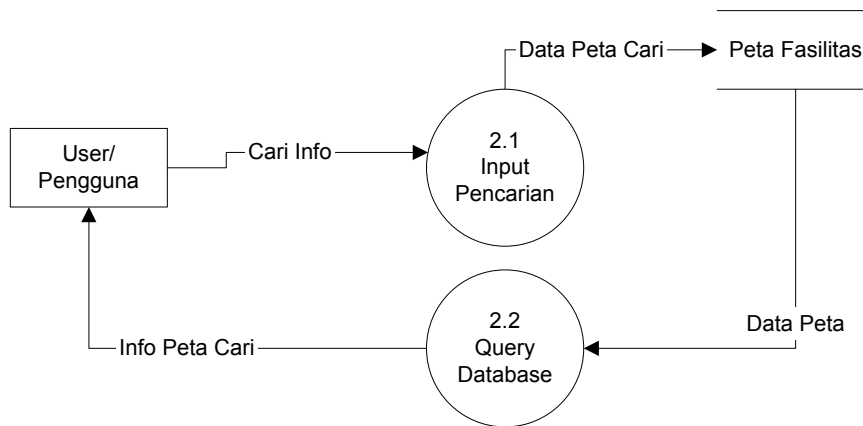 Data Peta Cari
Peta Fasilitas
User/
Pengguna
Cari Info
2.1
Input
Pencarian
Info Peta Cari
2.2
Query
Database
Data Peta